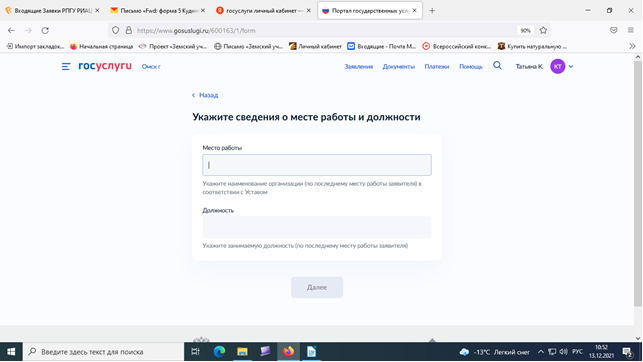 Входящие Заявка РПГУ РИАЦ
Письмо «Fwd: форма 5 Кудин
госуслуги личный кабинет —
Портал государственных услу
https://www.gosuslugi.ru/600163/1/form
90%
Импорт закладок...
Начальная страница
Проект «Земский уч...
Письмо «Земский уч...
Личный кабинет
Входящие - Почта M...
Всероссийский конк...
Купить натуральную ...
госуслуги
Омск г
Заявления
Документы
Платежи
Помощь
Татьяна К.
КТ
Назад
Укажите сведения о месте работы и должности
Место работы
Укажите наименование организации (по последнему месту работы заявителя) в
соответствии с Уставом
Должность
Укажите занимаемую должность (по последнему месту работы заявителя)
Далее
Введите здесь текст для поиска
-13°C Легкий снег
РУС
10:52
13.12.2021